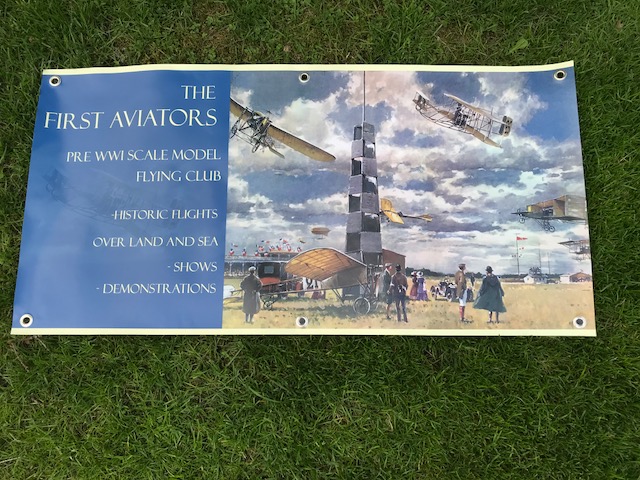 THE
FIRST AVIATORS
PRE WWI SCALE MODEL
FLYING CLUB
-HISTORIC FLIGHTS
OVER LAND AND SEA
- SHOWS
- DEMONSTRATIONS